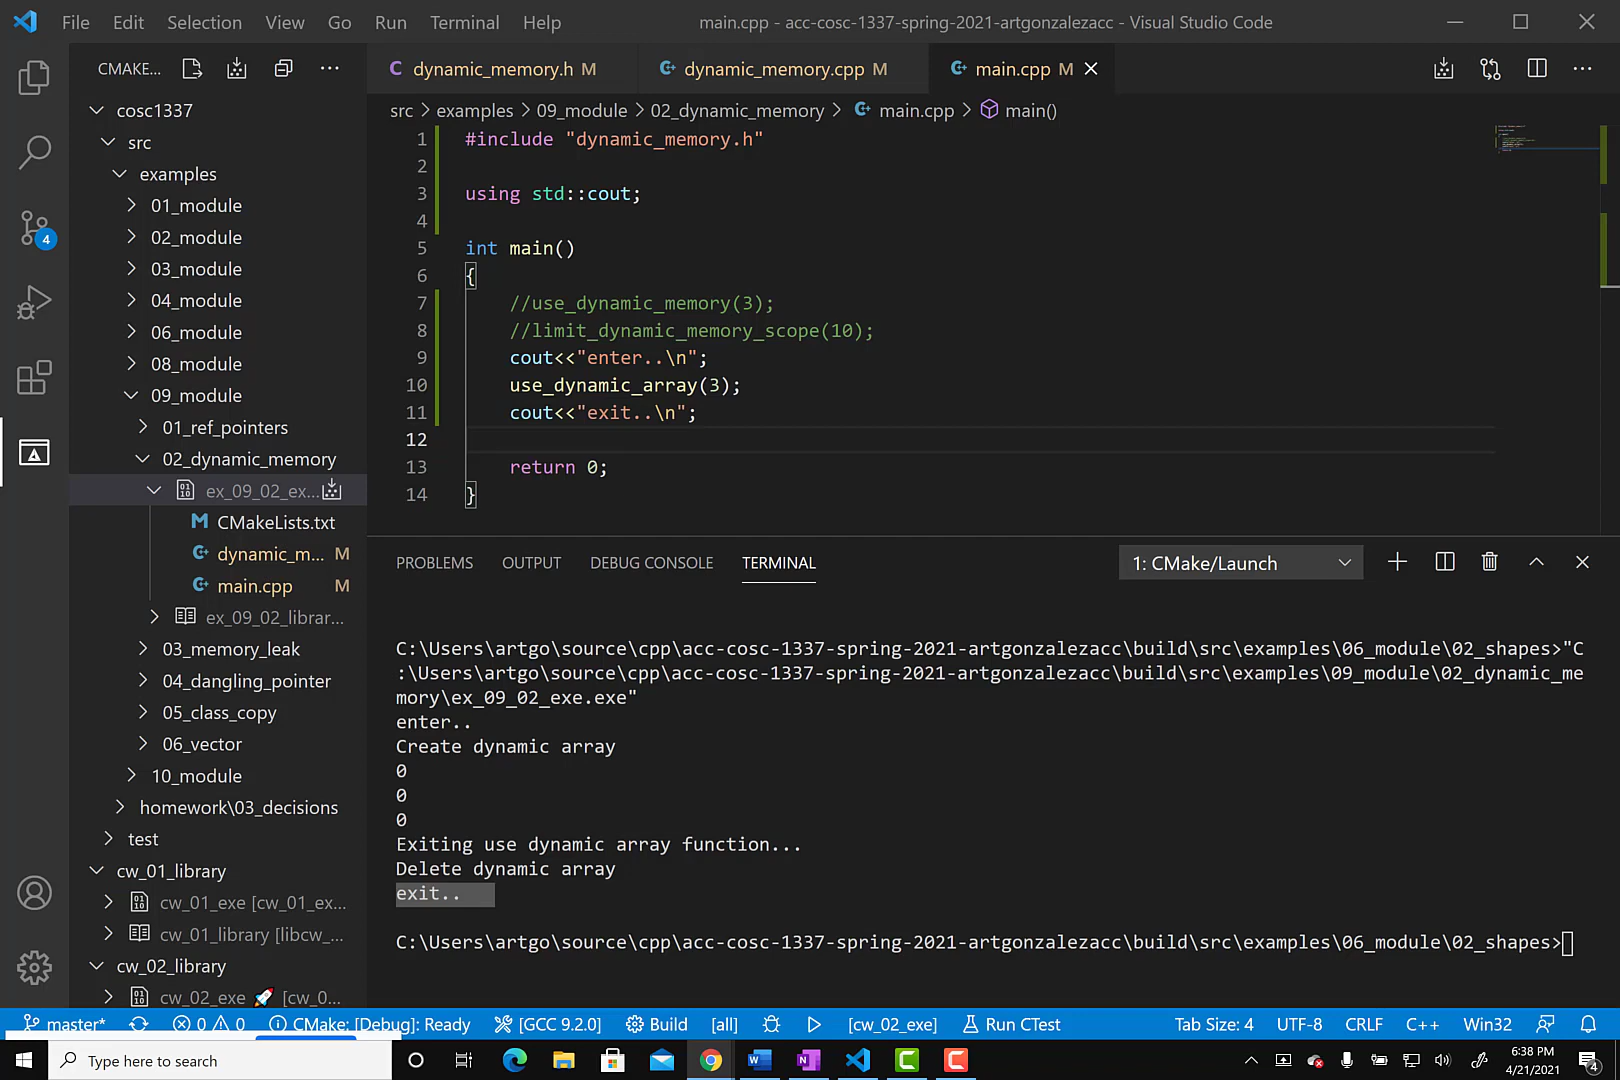 File Edit Selection View Go Run Terminal Help main.cpp - acc-cosc-1337-spring-2021-artgonzalezacc - Visual Studio Code
CMAKE... dynamic_memory.h M dynamic_memory.cpp M main.cpp M
src > examples > 09_module > 02_dynamic_memory > main.cpp > main()
cosc1337
src
examples
01_module
02_module
03_module
04_module
06_module
08_module
09_module
01_ref_pointers
02_dynamic_memory
ex_09_02_ex...
CMakeLists.txt
dynamic_m... M
main.cpp M
ex_09_02_librar...
03_memory_leak
04_dangling_pointer
05_class_copy
06_vector
10_module
homework\03_decisions
test
cw_01_library
cw_01_exe [cw_01_ex...
cw_01_library [libcw_...
cw_02_library
cw_02_exe 🚀 [cw_0...
4
1 #include "dynamic_memory.h"
2
3 using std::cout;
4
5 int main()
6 {
7 //use_dynamic_memory(3);
8 //limit_dynamic_memory_scope(10);
9 cout<<"enter..\n";
10 use_dynamic_array(3);
11 cout<<"exit..\n";
12
13 return 0;
14 }
PROBLEMS OUTPUT DEBUG CONSOLE TERMINAL 1: CMake/Launch
C:\Users\artgo\source\cpp\acc-cosc-1337-spring-2021-artgonzalezacc\build\src\examples\06_module\02_shapes>"C
:\Users\artgo\source\cpp\acc-cosc-1337-spring-2021-artgonzalezacc\build\src\examples\09_module\02_dynamic_me
mory\ex_09_02_exe.exe"
enter..
Create dynamic array
0
0
0
Exiting use dynamic array function...
Delete dynamic array
exit..
C:\Users\artgo\source\cpp\acc-cosc-1337-spring-2021-artgonzalezacc\build\src\examples\06_module\02_shapes>
master* 0 0 CMake: [Debug]: Ready [GCC 9.2.0] Build [all] [cw_02_exe] Run CTest Tab Size: 4 UTF-8 CRLF C++ Win32
Type here to search
6:38 PM
4/21/2021
4